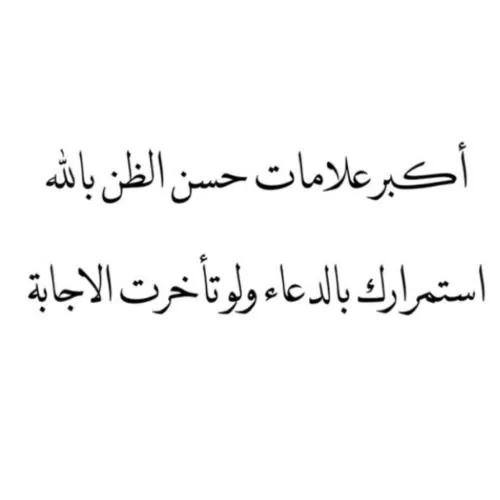 أكبر علامات حسن الظن بالله
استمرارك بالدعاء ولو تأخرت الاجابة